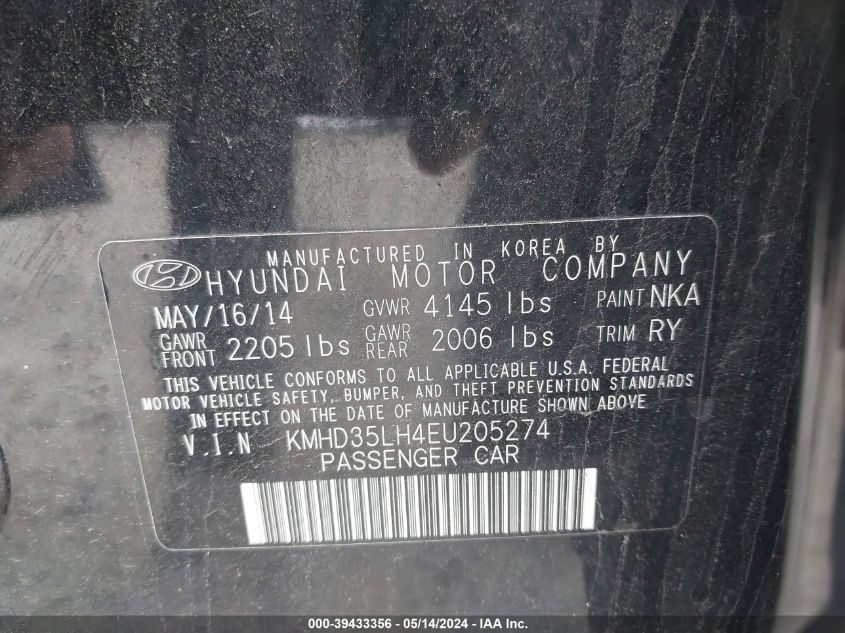 MANUFACTURED IN KOREA BY
HYUNDAI MOTOR COMPANY
MAY/16/14 GVWR 4145 lbs PAINT NKA
GAWR FRONT 2205 lbs GAWR REAR 2006 lbs TRIM RY
THIS VEHICLE CONFORMS TO ALL APPLICABLE U.S.A. FEDERAL
MOTOR VEHICLE SAFETY, BUMPER, AND THEFT PREVENTION STANDARDS
IN EFFECT ON THE DATE OF MANUFACTURE SHOWN ABOVE
V.I.N KMHD35LH4EU205274
PASSENGER CAR
000-39433356 - 05/14/2024 - IAA Inc.